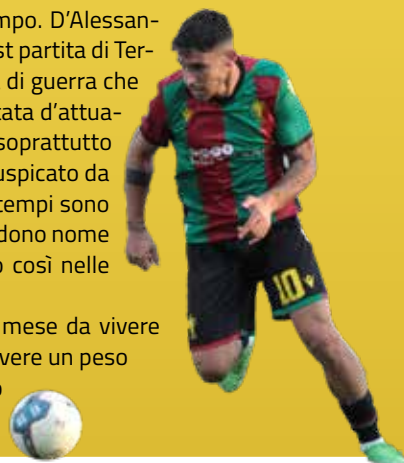 mpo. D'Alessan-
st partita di Ter-
di guerra che
ata d'attua-
soprattutto
uspicato da
tempi sono
dono nome
così nelle
mese da vivere
vere un peso
10